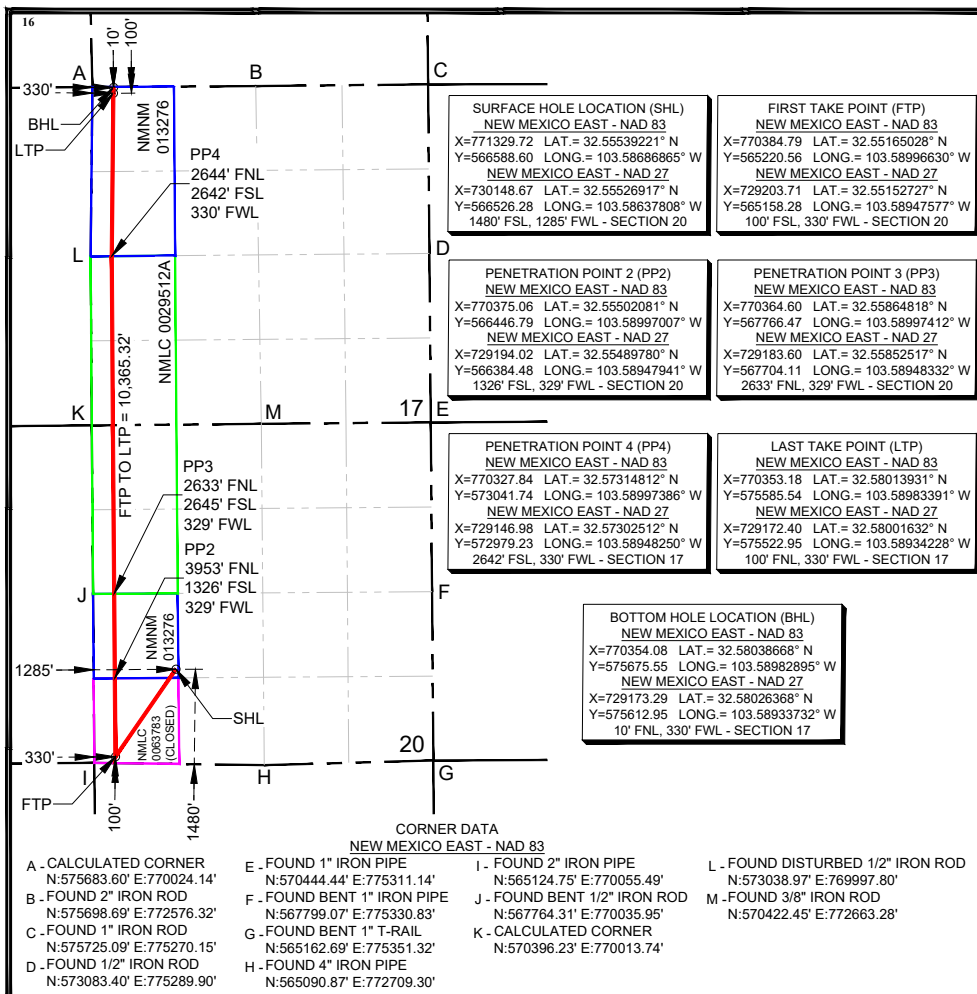 16
10'
100'
A
B
C
330'
BHL
LTP
NMNM
013276
PP4
2644' FNL
2642' FSL
330' FWL
L
D
NMLC 0029512A
FTP TO LTP = 10,365.32'
K
M
17
E
PP3
2633' FNL
2645' FSL
329' FWL
PP2
3953' FNL
1326' FSL
329' FWL
J
F
NMNM
013276
1285'
SHL
NMLC
0063783
(CLOSED)
330'
20
I
H
G
FTP
100'
1480'
SURFACE HOLE LOCATION (SHL)
NEW MEXICO EAST - NAD 83
X=771329.72 LAT.= 32.55539221° N
Y=566588.60 LONG.= 103.58686865° W
NEW MEXICO EAST - NAD 27
X=730148.67 LAT.= 32.55526917° N
Y=566526.28 LONG.= 103.58637808° W
1480' FSL, 1285' FWL - SECTION 20
FIRST TAKE POINT (FTP)
NEW MEXICO EAST - NAD 83
X=770384.79 LAT.= 32.55165028° N
Y=565220.56 LONG.= 103.58996630° W
NEW MEXICO EAST - NAD 27
X=729203.71 LAT.= 32.55152727° N
Y=565158.28 LONG.= 103.58947577° W
100' FSL, 330' FWL - SECTION 20
PENETRATION POINT 2 (PP2)
NEW MEXICO EAST - NAD 83
X=770375.06 LAT.= 32.55502081° N
Y=566446.79 LONG.= 103.58997007° W
NEW MEXICO EAST - NAD 27
X=729194.02 LAT.= 32.55489780° N
Y=566384.48 LONG.= 103.58947941° W
1326' FSL, 329' FWL - SECTION 20
PENETRATION POINT 3 (PP3)
NEW MEXICO EAST - NAD 83
X=770364.60 LAT.= 32.55864818° N
Y=567766.47 LONG.= 103.58997412° W
NEW MEXICO EAST - NAD 27
X=729183.60 LAT.= 32.55852517° N
Y=567704.11 LONG.= 103.58948332° W
2633' FNL, 329' FWL - SECTION 20
PENETRATION POINT 4 (PP4)
NEW MEXICO EAST - NAD 83
X=770327.84 LAT.= 32.57314812° N
Y=573041.74 LONG.= 103.58997386° W
NEW MEXICO EAST - NAD 27
X=729146.98 LAT.= 32.57302512° N
Y=572979.23 LONG.= 103.58948250° W
2642' FSL, 330' FWL - SECTION 17
LAST TAKE POINT (LTP)
NEW MEXICO EAST - NAD 83
X=770353.18 LAT.= 32.58013931° N
Y=575585.54 LONG.= 103.58983391° W
NEW MEXICO EAST - NAD 27
X=729172.40 LAT.= 32.58001632° N
Y=575522.95 LONG.= 103.58934228° W
100' FNL, 330' FWL - SECTION 17
BOTTOM HOLE LOCATION (BHL)
NEW MEXICO EAST - NAD 83
X=770354.08 LAT.= 32.58038668° N
Y=575675.55 LONG.= 103.58982895° W
NEW MEXICO EAST - NAD 27
X=729173.29 LAT.= 32.58026368° N
Y=575612.95 LONG.= 103.58933732° W
10' FNL, 330' FWL - SECTION 17
CORNER DATA
NEW MEXICO EAST - NAD 83
A - CALCULATED CORNER
N:575683.60' E:770024.14'
B - FOUND 2" IRON ROD
N:575698.69' E:772576.32'
C - FOUND 1" IRON ROD
N:575725.09' E:775270.15'
D - FOUND 1/2" IRON ROD
N:573083.40' E:775289.90'
E - FOUND 1" IRON PIPE
N:570444.44' E:775311.14'
F - FOUND BENT 1" IRON PIPE
N:567799.07' E:775330.83'
G - FOUND BENT 1" T-RAIL
N:565162.69' E:775351.32'
H - FOUND 4" IRON PIPE
N:565090.87' E:772709.30'
I - FOUND 2" IRON PIPE
N:565124.75' E:770055.49'
J - FOUND BENT 1/2" IRON ROD
N:567764.31' E:770035.95'
K - CALCULATED CORNER
N:570396.23' E:770013.74'
L - FOUND DISTURBED 1/2" IRON ROD
N:573038.97' E:769997.80'
M - FOUND 3/8" IRON ROD
N:570422.45' E:772663.28'